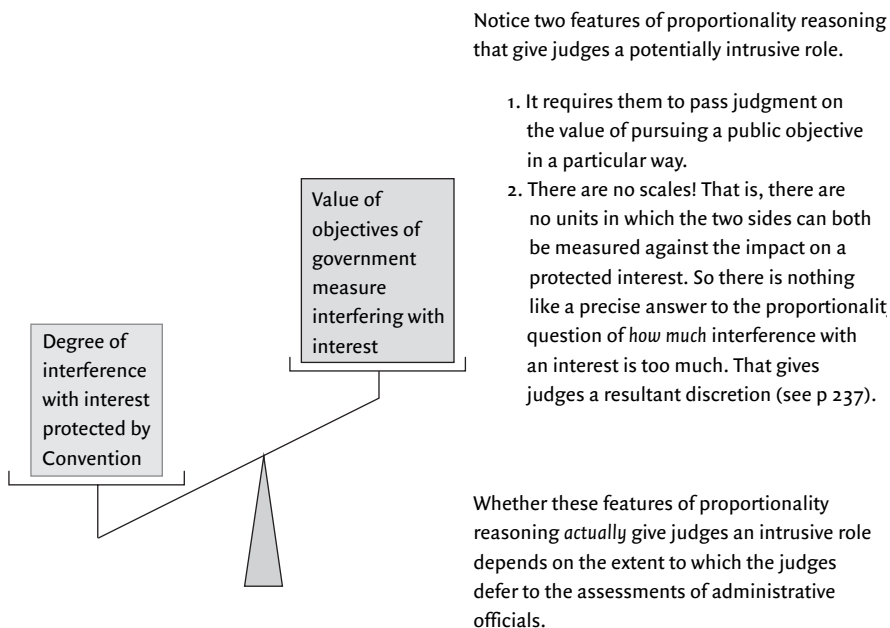 Notice two features of proportionality reasoning
that give judges a potentially intrusive role.
1. It requires them to pass judgment on
the value of pursuing a public objective
in a particular way.
2. There are no scales! That is, there are
no units in which the two sides can both
be measured against the impact on a
protected interest. So there is nothing
like a precise answer to the proportionality
question of how much interference with
an interest is too much. That gives
judges a resultant discretion (see p 237).
Value of
objectives of
government
measure
interfering with
interest
Degree of
interference
with interest
protected by
Convention
Whether these features of proportionality
reasoning actually give judges an intrusive role
depends on the extent to which the judges
defer to the assessments of administrative
officials.